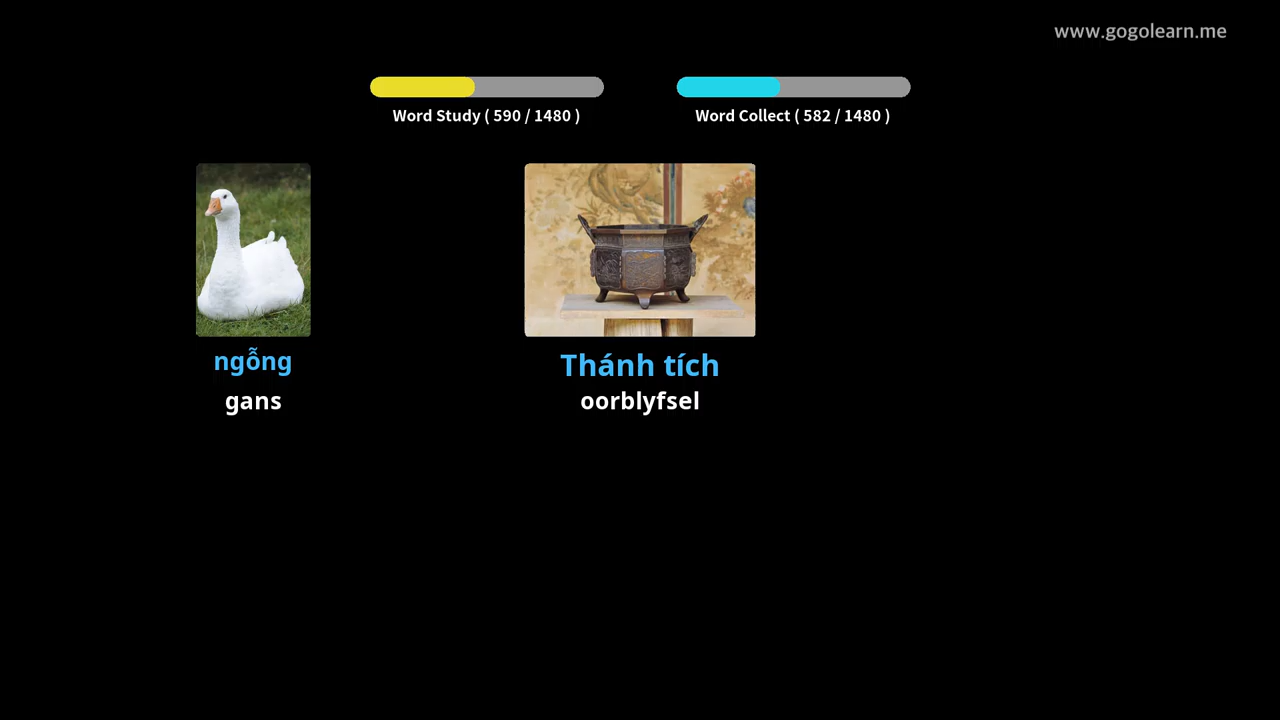 www.gogolearn.me
Word Study ( 590 / 1480 )
Word Collect ( 582 / 1480 )
ngỗng
gans
Thánh tích
oorblyfsel